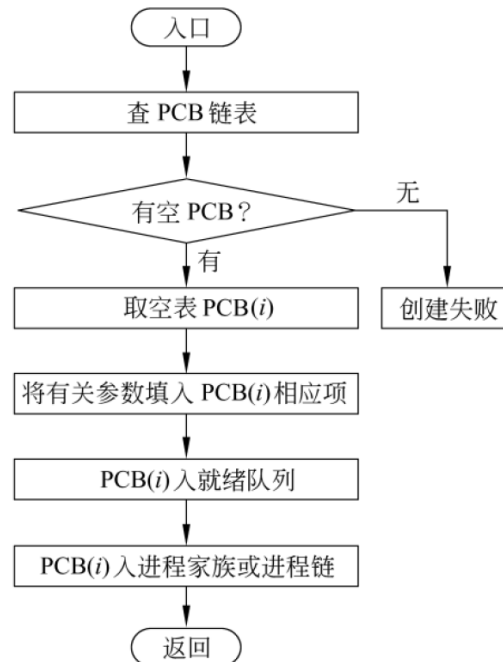 入口
查 PCB 链表
有空 PCB？
无
有
取空表 PCB(i)
创建失败
将有关参数填入 PCB(i) 相应项
PCB(i) 入就绪队列
PCB(i) 入进程家族或进程链
返回